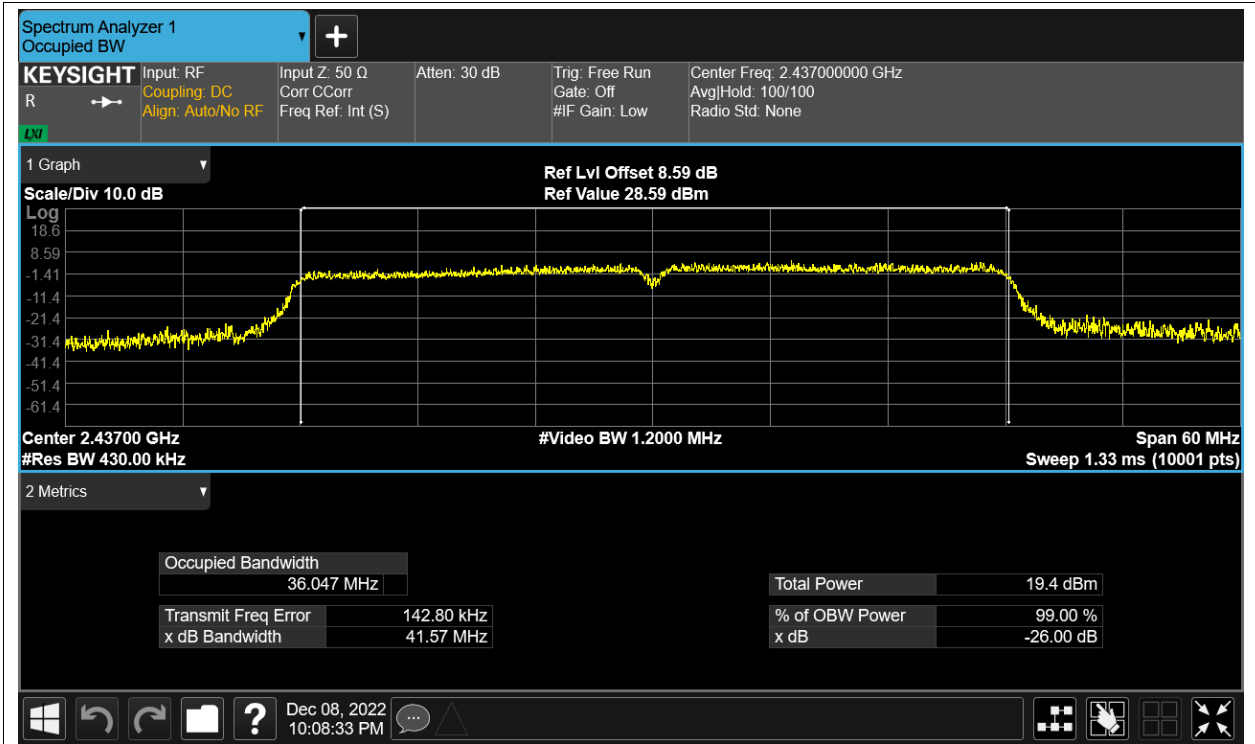 Spectrum Analyzer 1
Occupied BW
KEYSIGHT
R
LXI
Input: RF
Coupling: DC
Align: Auto/No RF
Input Z: 50 Ω
Corr CCorr
Freq Ref: Int (S)
Atten: 30 dB
Trig: Free Run
Gate: Off
#IF Gain: Low
Center Freq: 2.437000000 GHz
Avg|Hold: 100/100
Radio Std: None
1 Graph
Scale/Div 10.0 dB
Ref Lvl Offset 8.59 dB
Ref Value 28.59 dBm
Log
18.6
8.59
-1.41
-11.4
-21.4
-31.4
-41.4
-51.4
-61.4
Center 2.43700 GHz
#Video BW 1.2000 MHz
Span 60 MHz
#Res BW 430.00 kHz
Sweep 1.33 ms (10001 pts)
2 Metrics
Occupied Bandwidth
36.047 MHz
Total Power 19.4 dBm
Transmit Freq Error 142.80 kHz
% of OBW Power 99.00 %
x dB Bandwidth 41.57 MHz
x dB -26.00 dB
?
Dec 08, 2022
10:08:33 PM